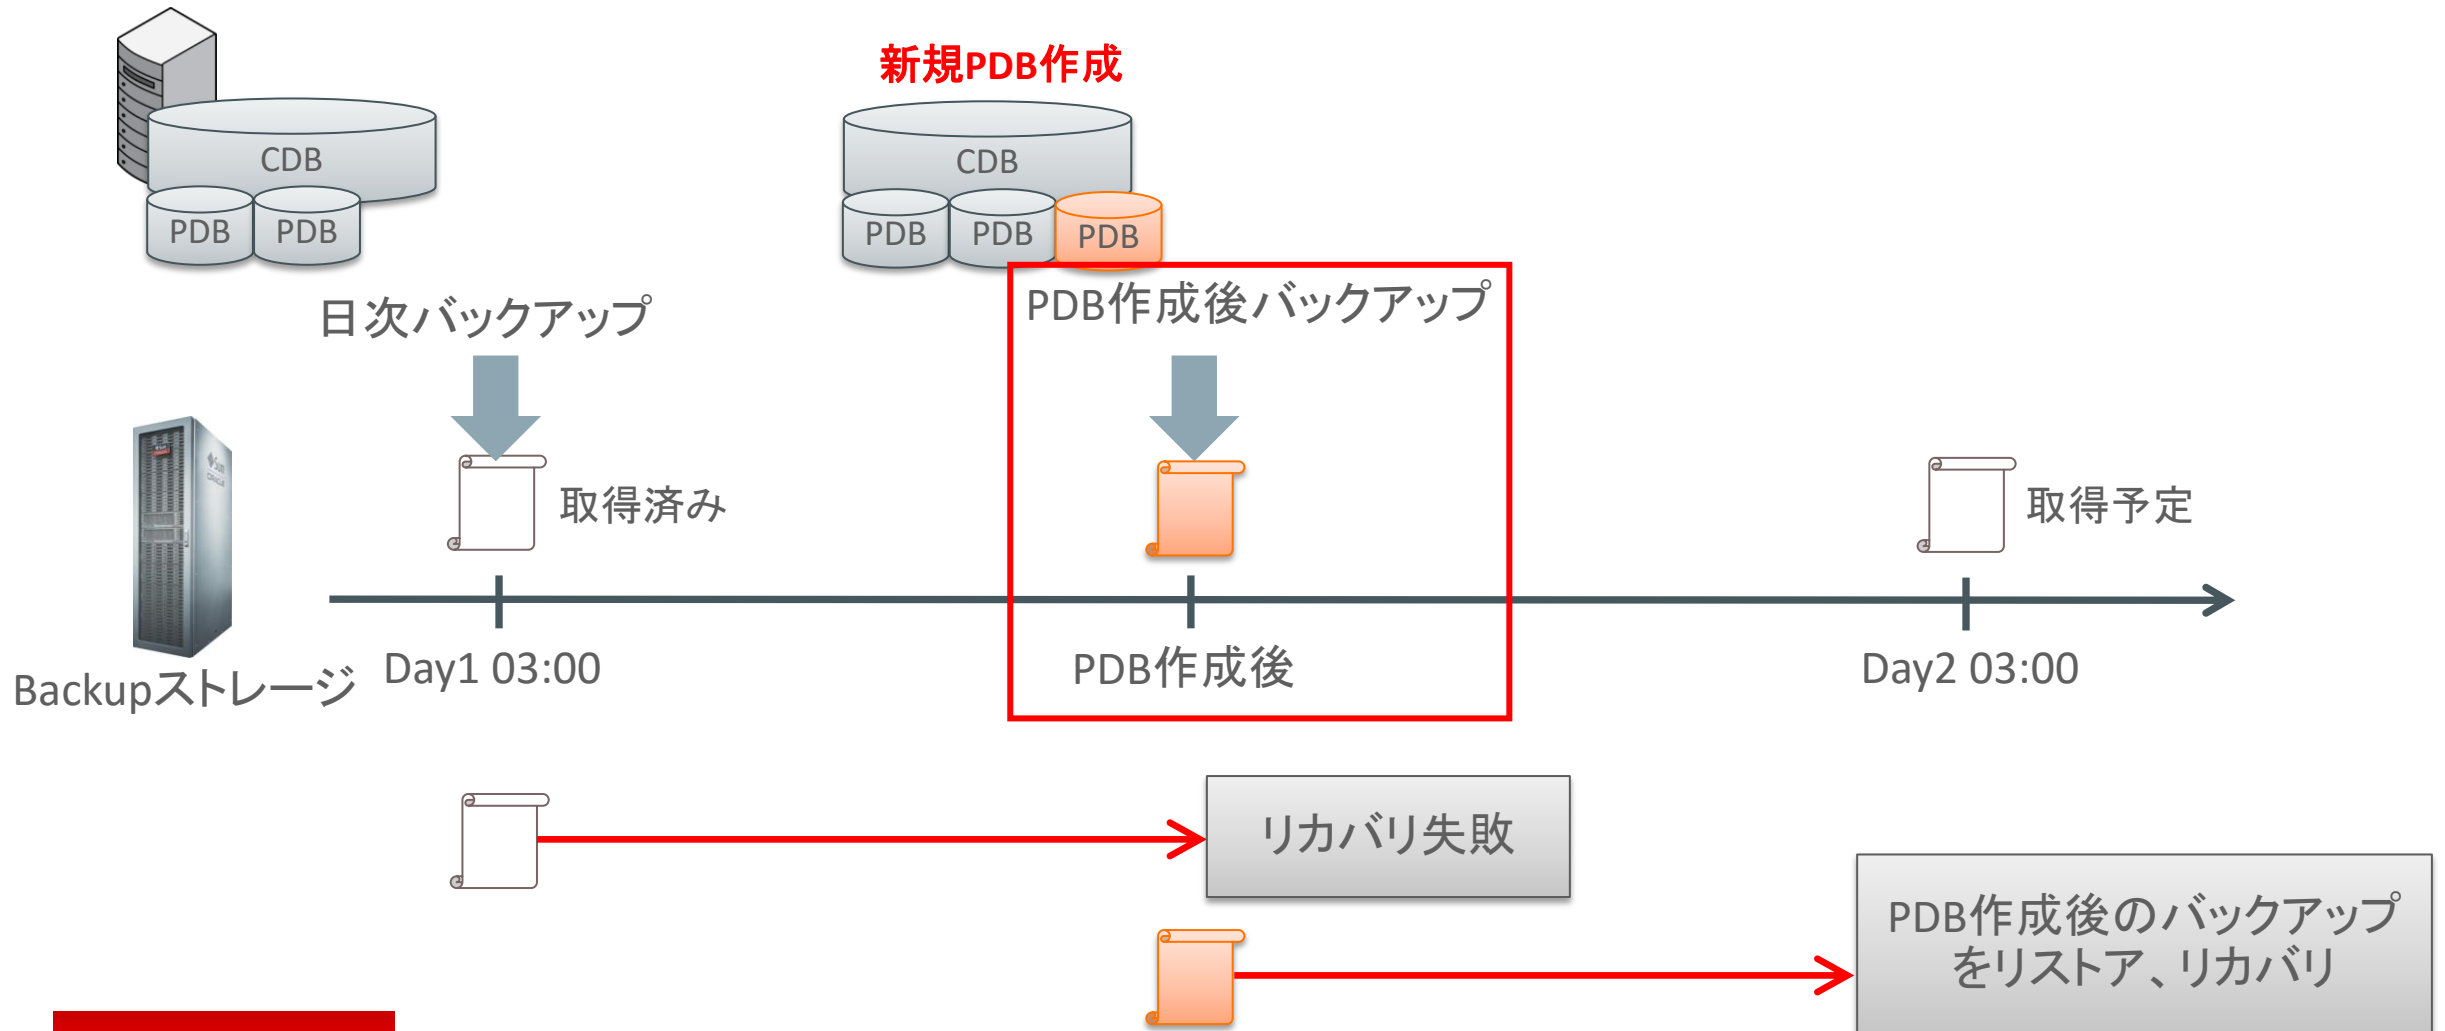 新規PDB作成
CDB
PDB
PDB
CDB
PDB
PDB
PDB
日次バックアップ
PDB作成後バックアップ
取得済み
取得予定
Backupストレージ
Day1 03:00
PDB作成後
Day2 03:00
リカバリ失敗
PDB作成後のバックアップ
をリストア、リカバリ